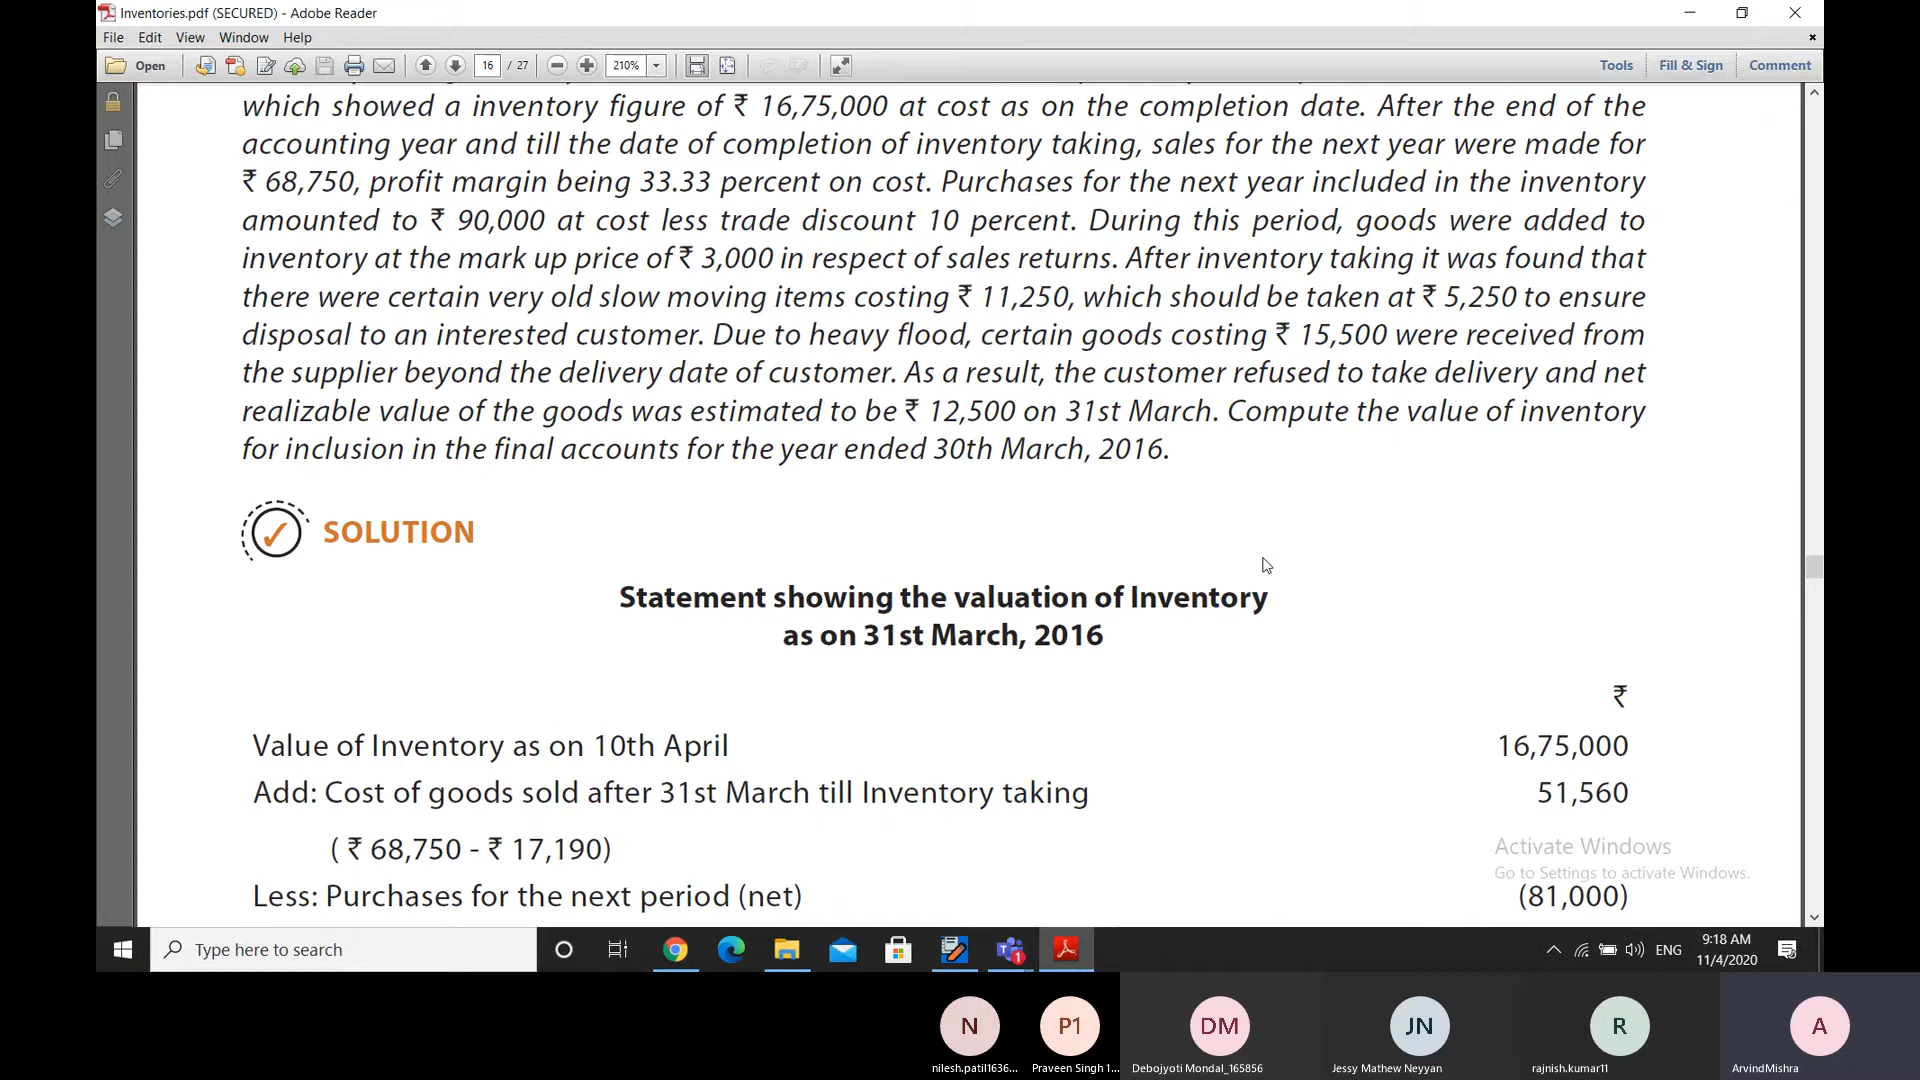 Inventories.pdf (SECURED) - Adobe Reader
File Edit View Window Help
Open 16 / 27 210% Tools Fill & Sign Comment
which showed a inventory figure of ₹ 16,75,000 at cost as on the completion date. After the end of the
accounting year and till the date of completion of inventory taking, sales for the next year were made for
₹ 68,750, profit margin being 33.33 percent on cost. Purchases for the next year included in the inventory
amounted to ₹ 90,000 at cost less trade discount 10 percent. During this period, goods were added to
inventory at the mark up price of ₹ 3,000 in respect of sales returns. After inventory taking it was found that
there were certain very old slow moving items costing ₹ 11,250, which should be taken at ₹ 5,250 to ensure
disposal to an interested customer. Due to heavy flood, certain goods costing ₹ 15,500 were received from
the supplier beyond the delivery date of customer. As a result, the customer refused to take delivery and net
realizable value of the goods was estimated to be ₹ 12,500 on 31st March. Compute the value of inventory
for inclusion in the final accounts for the year ended 30th March, 2016.
SOLUTION
Statement showing the valuation of Inventory
as on 31st March, 2016
₹
Value of Inventory as on 10th April 16,75,000
Add: Cost of goods sold after 31st March till Inventory taking 51,560
( ₹ 68,750 - ₹ 17,190)
Less: Purchases for the next period (net) (81,000)
Activate Windows
Go to Settings to activate Windows.
Type here to search
1
ENG
9:18 AM
11/4/2020
N P1 DM JN R A
nilesh.patil1636... Praveen Singh 1... Debojyoti Mondal_165856 Jessy Mathew Neyyan rajnish.kumar11 ArvindMishra